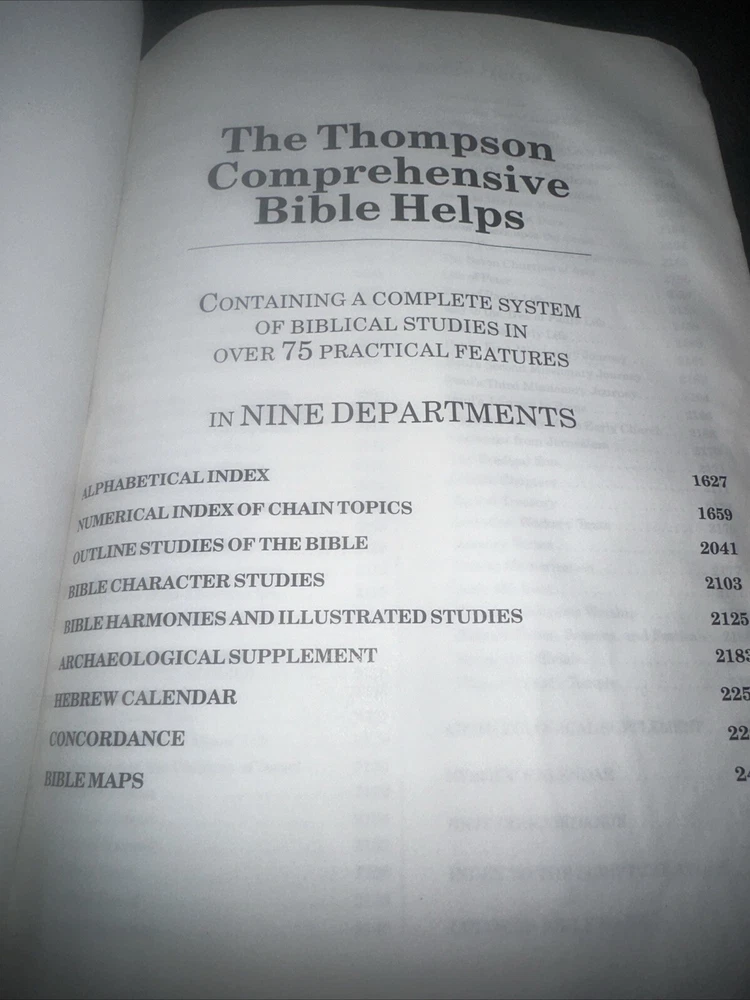 The Thompson
Comprehensive
Bible Helps
CONTAINING A COMPLETE SYSTEM
OF BIBLICAL STUDIES IN
OVER 75 PRACTICAL FEATURES
IN NINE DEPARTMENTS
ALPHABETICAL INDEX 1627
NUMERICAL INDEX OF CHAIN TOPICS 1659
OUTLINE STUDIES OF THE BIBLE 2041
BIBLE CHARACTER STUDIES 2103
BIBLE HARMONIES AND ILLUSTRATED STUDIES 2125
ARCHAEOLOGICAL SUPPLEMENT
HEBREW CALENDAR
CONCORDANCE
BIBLE MAPS